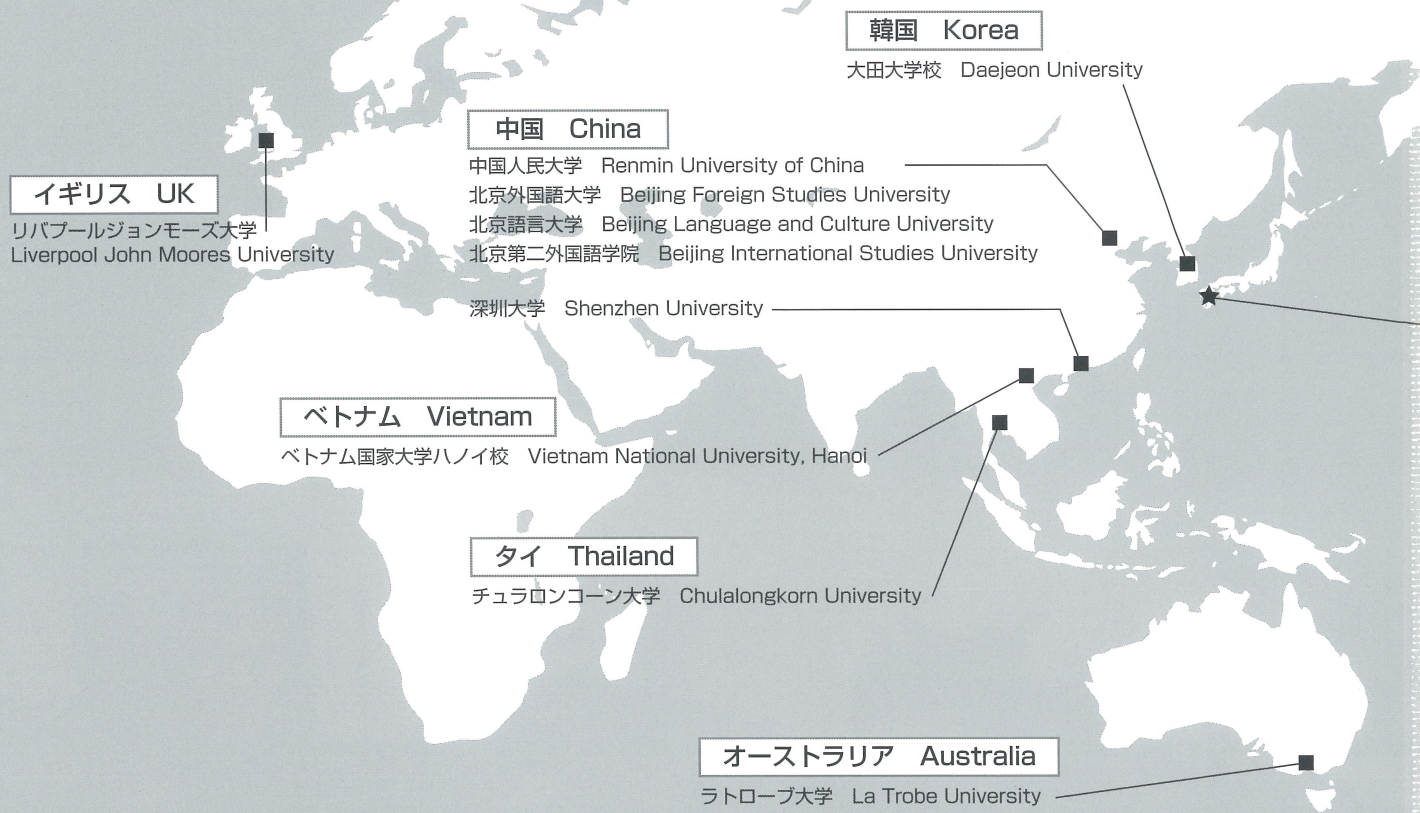 韓国 Korea
大田大学校 Daejeon University
中国 China
中国人民大学 Renmin University of China
北京外国語大学 Beijing Foreign Studies University
北京語言大学 Beijing Language and Culture University
北京第二外国語学院 Beijing International Studies University
深圳大学 Shenzhen University
イギリス UK
リバプールジョンモーズ大学
Liverpool John Moores University
ベトナム Vietnam
ベトナム国家大学ハノイ校 Vietnam National University, Hanoi
タイ Thailand
チュラロンコーン大学 Chulalongkorn University
オーストラリア Australia
ラトローブ大学 La Trobe University